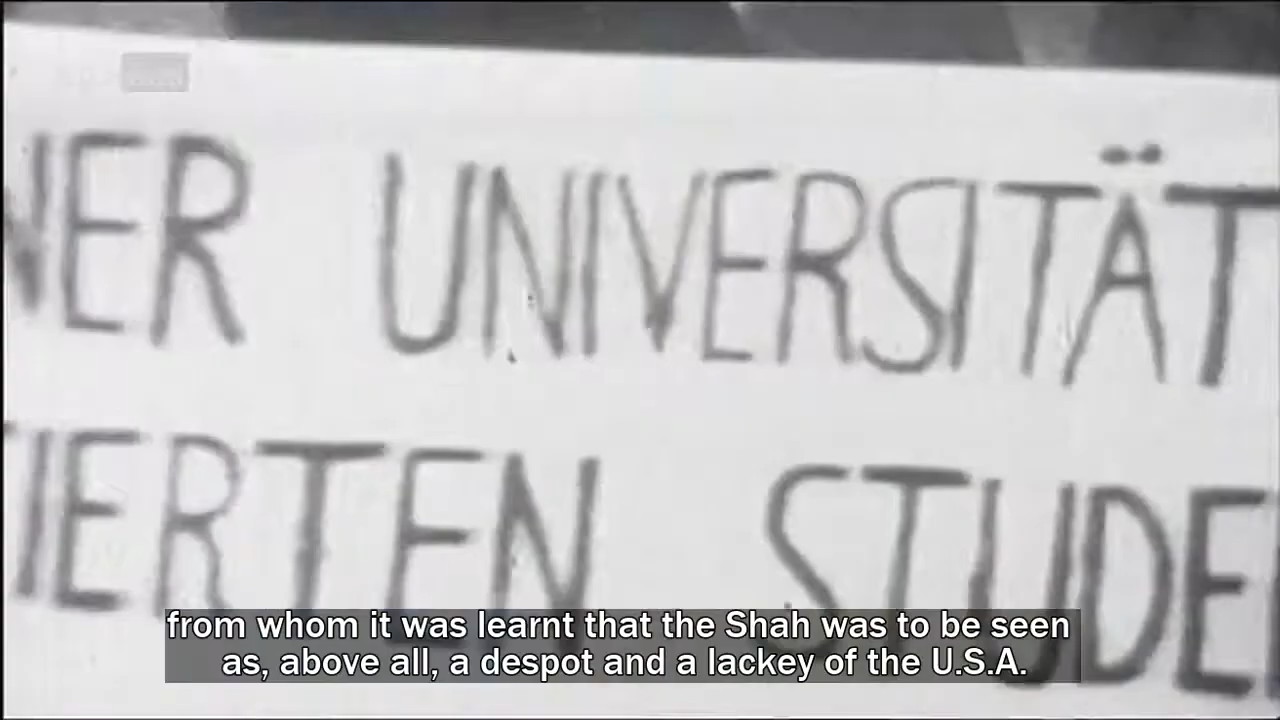 NER UNIVERSITÄT
IERTEN STUDE
from whom it was learnt that the Shah was to be seen
as, above all, a despot and a lackey of the U.S.A.